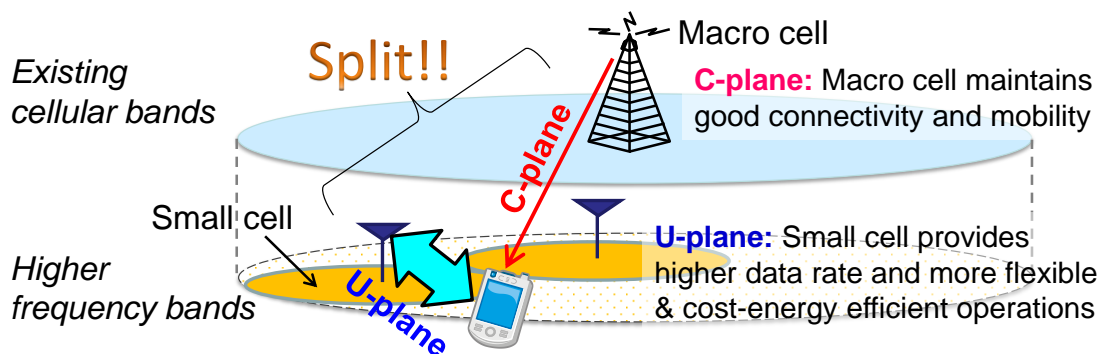 Split!!
Macro cell
Existing
cellular bands
C-plane: Macro cell maintains
good connectivity and mobility
C-plane
Small cell
U-plane: Small cell provides
higher data rate and more flexible
& cost-energy efficient operations
Higher
frequency bands
U-plane